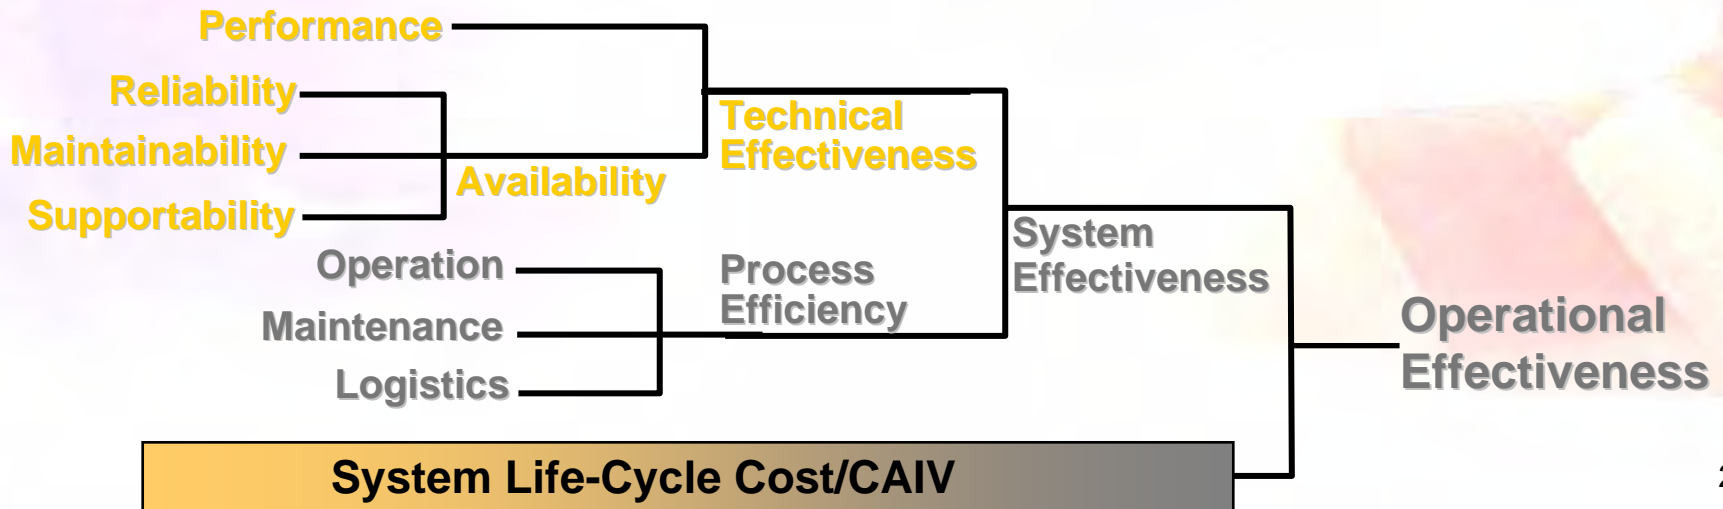 Performance
Reliability
Maintainability
Supportability
Availability
Technical
Effectiveness
Operation
Maintenance
Logistics
Process
Efficiency
System
Effectiveness
Operational
Effectiveness
System Life-Cycle Cost/CAIV
2